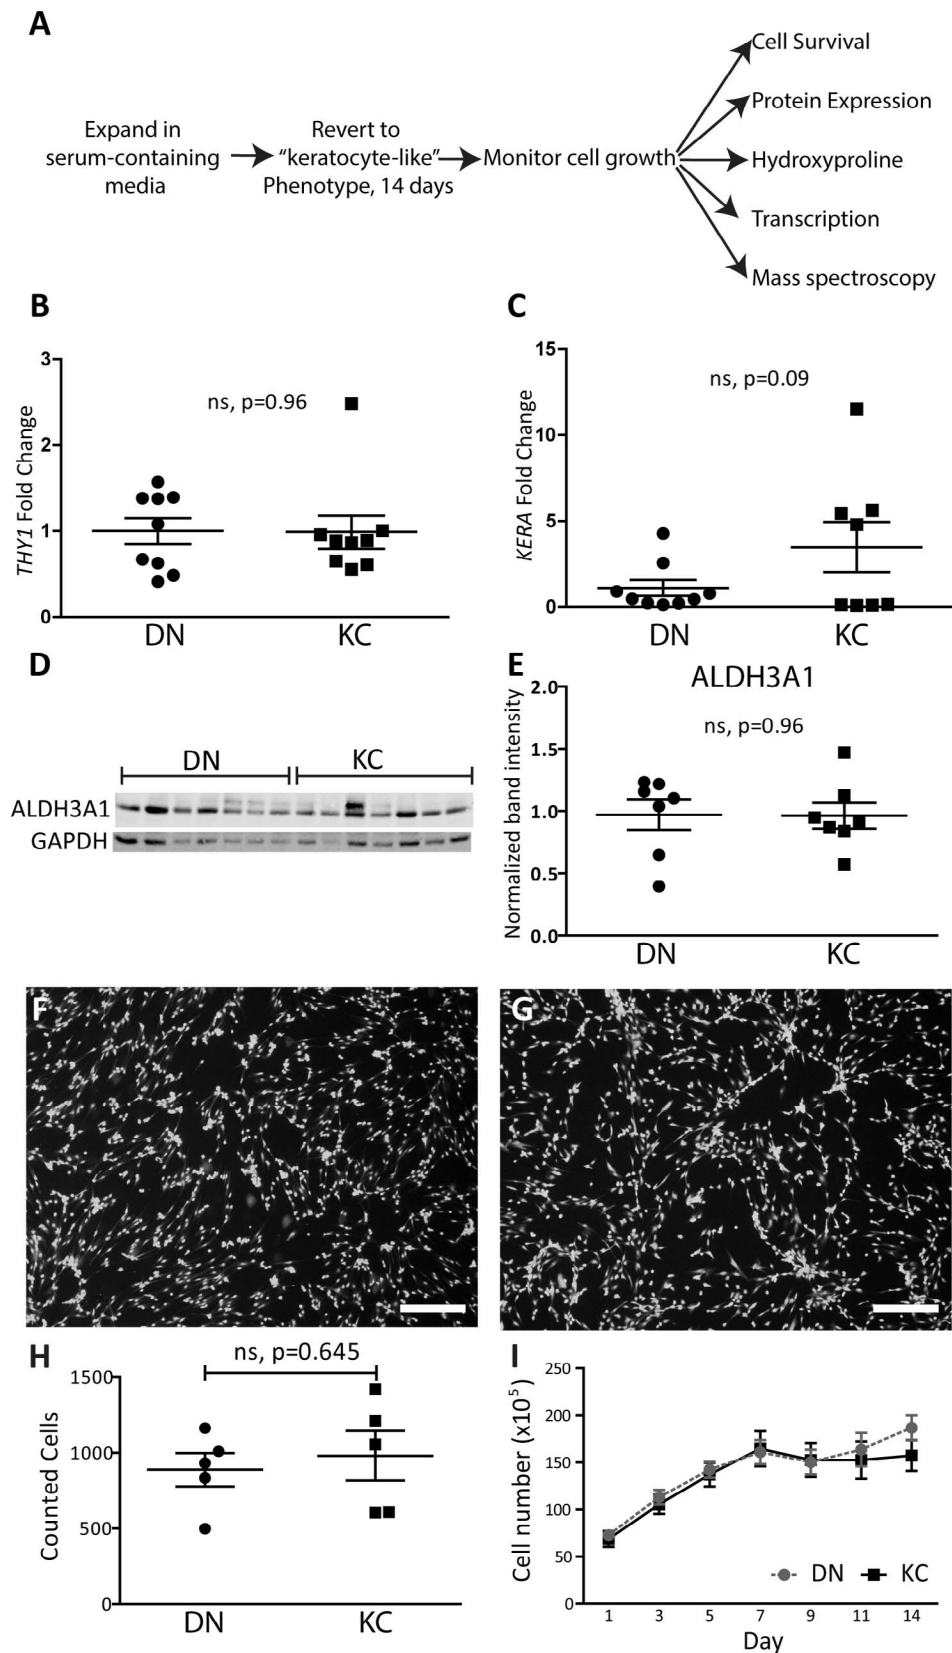 A
Expand in
serum-containing
media
Revert to
“keratocyte-like”
Phenotype, 14 days
Monitor cell growth
Cell Survival
Protein Expression
Hydroxyproline
Transcription
Mass spectroscopy
B
THY1 Fold Change
3
2
1
0
ns, p=0.96
DN
KC
C
KERA Fold Change
15
10
5
0
ns, p=0.09
DN
KC
D
DN
KC
ALDH3A1
GAPDH
E
ALDH3A1
Normalized band intensity
2.0
1.5
1.0
0.5
0.0
ns, p=0.96
DN
KC
F
G
H
ns, p=0.645
Counted Cells
1500
1000
500
0
DN
KC
I
Cell number (x10⁵)
250
200
150
100
50
0
DN
KC
1 3 5 7 9 11 14
Day